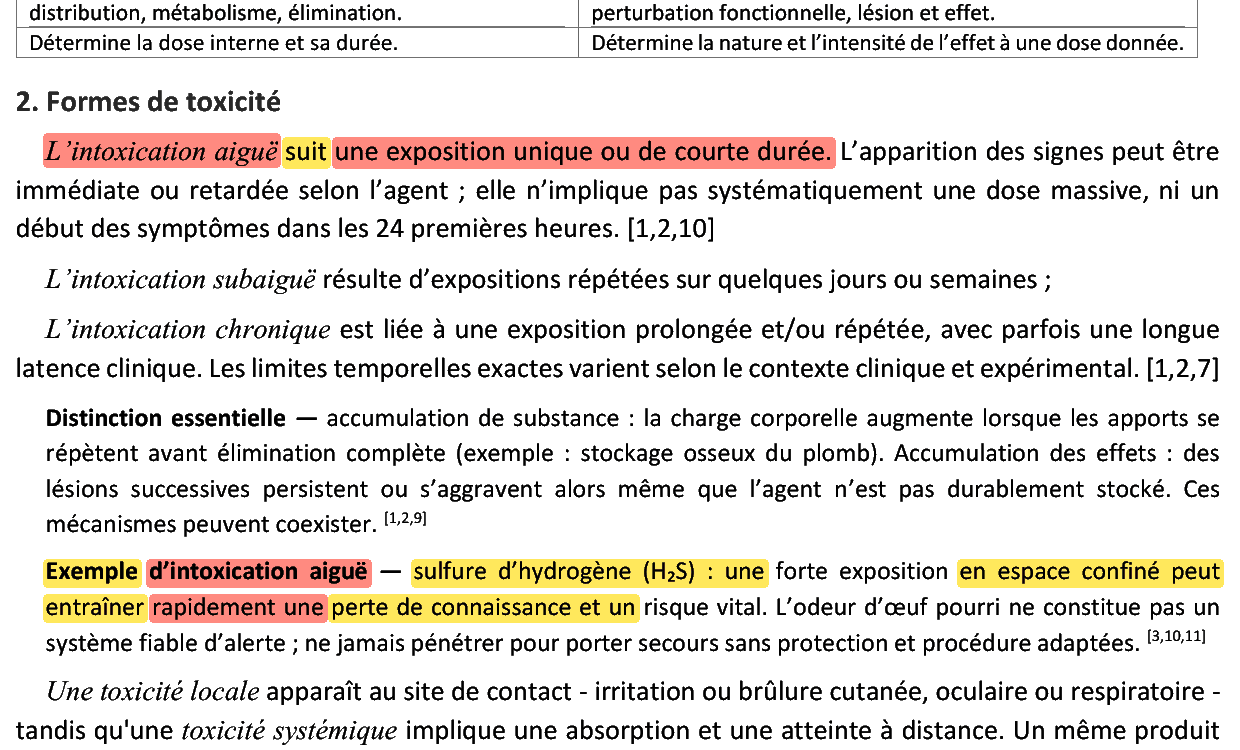 distribution, métabolisme, élimination.
perturbation fonctionnelle, lésion et effet.
Détermine la dose interne et sa durée.
Détermine la nature et l’intensité de l’effet à une dose donnée.
2. Formes de toxicité
L’intoxication aiguë suit une exposition unique ou de courte durée. L’apparition des signes peut être
immédiate ou retardée selon l’agent ; elle n’implique pas systématiquement une dose massive, ni un
début des symptômes dans les 24 premières heures. [1,2,10]
L’intoxication subaiguë résulte d’expositions répétées sur quelques jours ou semaines ;
L’intoxication chronique est liée à une exposition prolongée et/ou répétée, avec parfois une longue
latence clinique. Les limites temporelles exactes varient selon le contexte clinique et expérimental. [1,2,7]
Distinction essentielle — accumulation de substance : la charge corporelle augmente lorsque les apports se
répètent avant élimination complète (exemple : stockage osseux du plomb). Accumulation des effets : des
lésions successives persistent ou s’aggravent alors même que l’agent n’est pas durablement stocké. Ces
mécanismes peuvent coexister. [1,2,9]
Exemple d’intoxication aiguë — sulfure d’hydrogène (H₂S) : une forte exposition en espace confiné peut
entraîner rapidement une perte de connaissance et un risque vital. L’odeur d’œuf pourri ne constitue pas un
système fiable d’alerte ; ne jamais pénétrer pour porter secours sans protection et procédure adaptées. [3,10,11]
Une toxicité locale apparaît au site de contact - irritation ou brûlure cutanée, oculaire ou respiratoire -
tandis qu'une toxicité systémique implique une absorption et une atteinte à distance. Un même produit